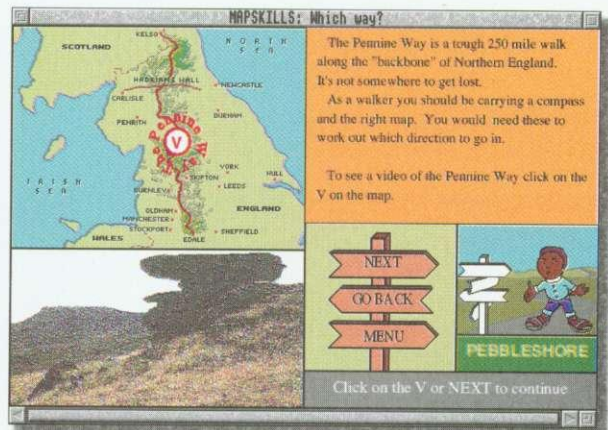 MAPSKILLS: Which way?
KELSO
NORTH
SEA
SCOTLAND
HADRIANS WALL
NEWCASTLE
CARLISLE
PENRITH
DURHAM
The Pennine Way
V
IRISH
SEA
SKIPTON
YORK
HULL
BURNLEY
LEEDS
OLDHAM
ENGLAND
MANCHESTER
STOCKPORT
SHEFFIELD
WALES
EDALE
The Pennine Way is a tough 250 mile walk
along the "backbone" of Northern England.
It's not somewhere to get lost.
As a walker you should be carrying a compass
and the right map. You would need these to
work out which direction to go in.
To see a video of the Pennine Way click on the
V on the map.
NEXT
GO BACK
MENU
PEBBLESHORE
Click on the V or NEXT to continue